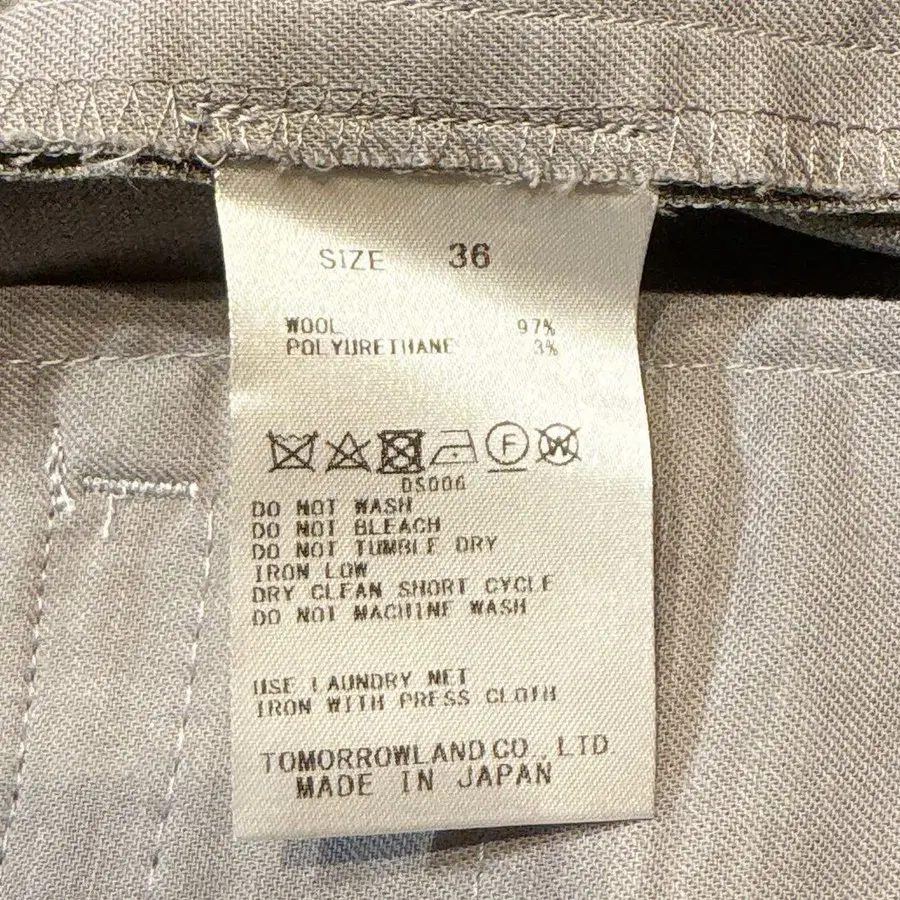 SIZE 36
WOOL 97%
POLYURETHANE 3%
F W
DS006
DO NOT WASH
DO NOT BLEACH
DO NOT TUMBLE DRY
IRON LOW
DRY CLEAN SHORT CYCLE
DO NOT MACHINE WASH
USE LAUNDRY NET
IRON WITH PRESS CLOTH
TOMORROWLAND CO., LTD
MADE IN JAPAN